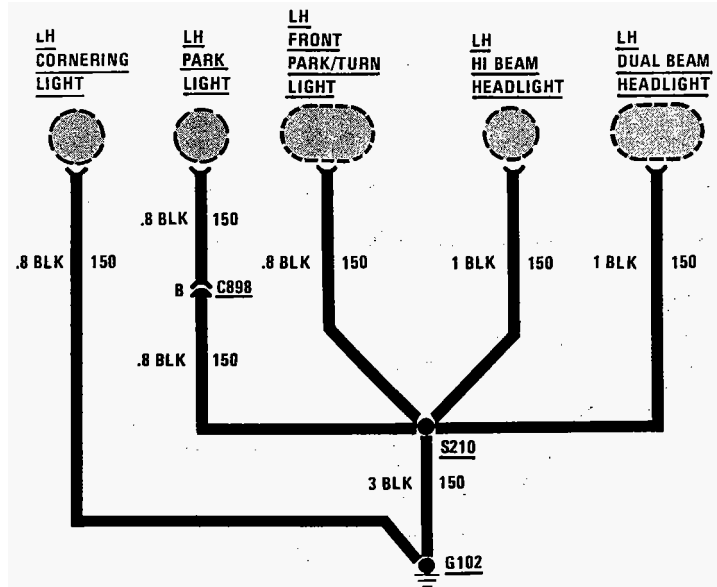 LH
CORNERING
LIGHT
LH
PARK
LIGHT
LH
FRONT
PARK/TURN
LIGHT
LH
HI BEAM
HEADLIGHT
LH
DUAL BEAM
HEADLIGHT
.8 BLK 150
.8 BLK 150
.8 BLK 150
1 BLK 150
1 BLK 150
B C898
.8 BLK 150
S210
3 BLK 150
G102